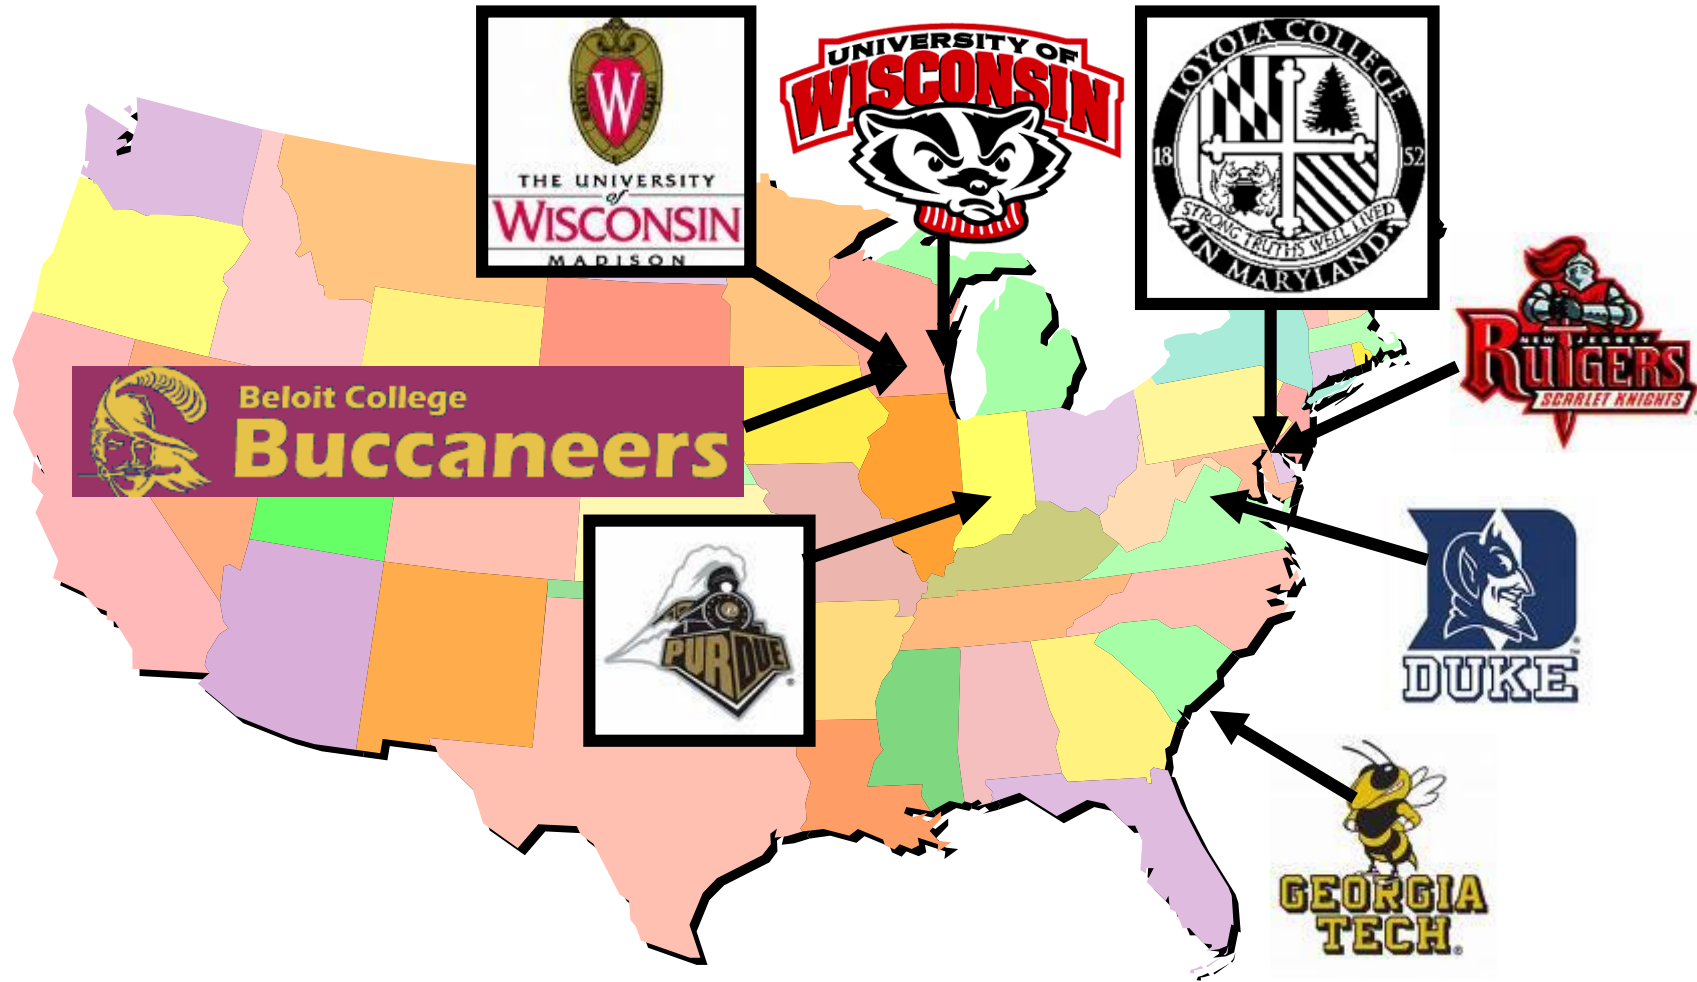 THE UNIVERSITY
of
WISCONSIN
MADISON
UNIVERSITY OF
WISCONSIN
LOYOLA COLLEGE
18 52
STRONG TRUTHS WELL LIVED
IN MARYLAND
NEW JERSEY
RUTGERS
SCARLET KNIGHTS
Beloit College
Buccaneers
PURDUE
®
D
DUKE
™
GEORGIA
TECH®